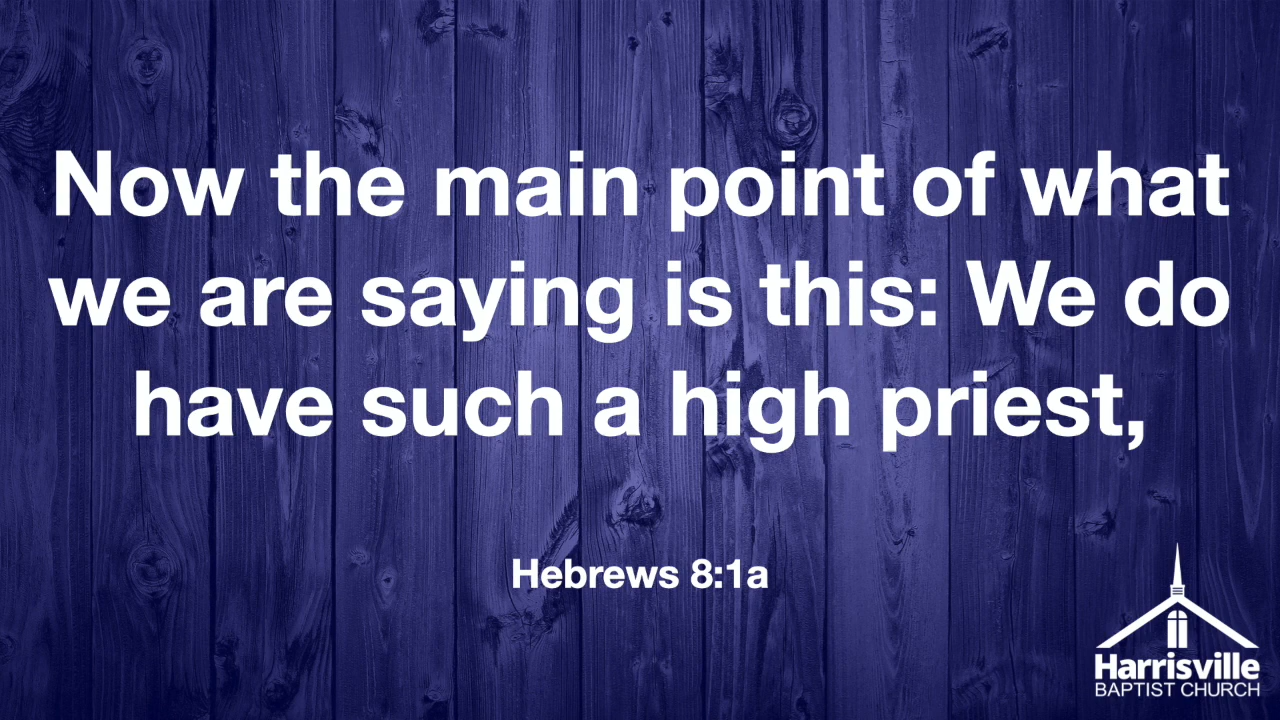 Now the main point of what
we are saying is this: We do
have such a high priest,
Hebrews 8:1a
Harrisville
BAPTIST CHURCH